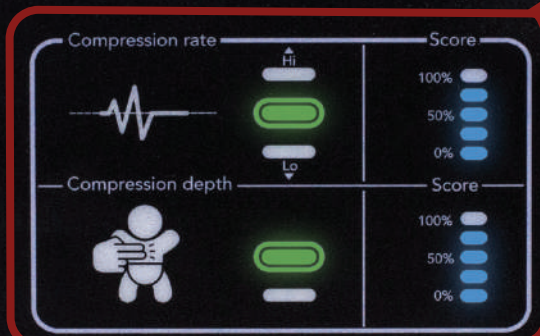 Compression rate
Score
Hi
100%
50%
0%
Lo
Compression depth
Score
100%
50%
0%